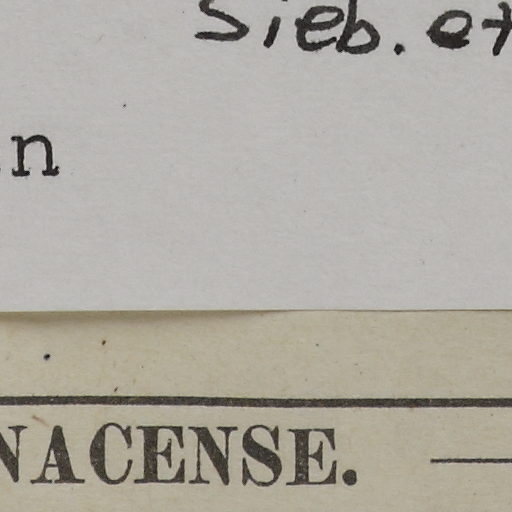 Sieb. et
n
NACENSE. —